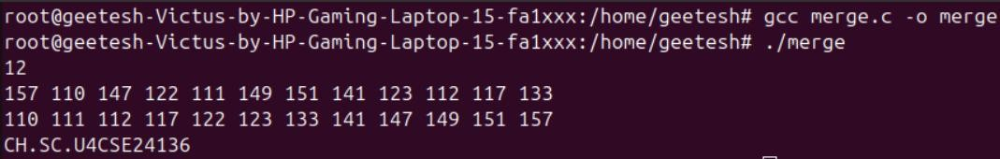 root@geetesh-Victus-by-HP-Gaming-Laptop-15-fa1xxx:/home/geetesh# gcc merge.c -o merge
root@geetesh-Victus-by-HP-Gaming-Laptop-15-fa1xxx:/home/geetesh# ./merge
12
157 110 147 122 111 149 151 141 123 112 117 133
110 111 112 117 122 123 133 141 147 149 151 157
CH.SC.U4CSE24136